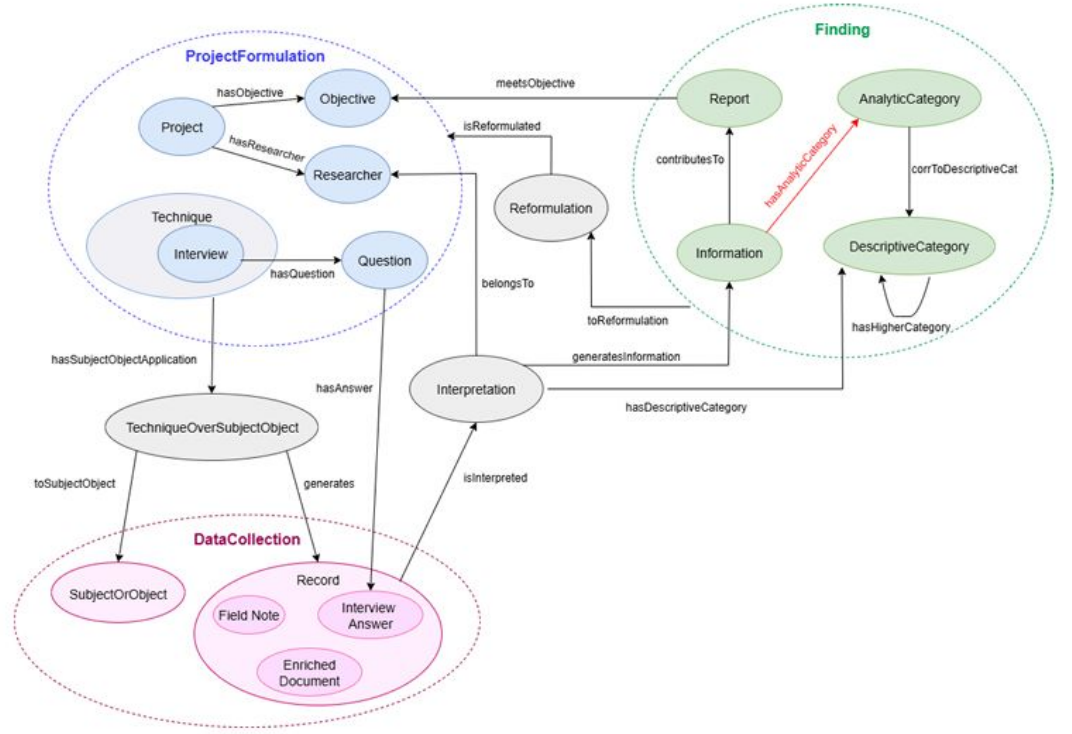 ProjectFormulation
Finding
hasObjective
Objective
meetsObjective
Report
AnalyticCategory
Project
isReformulated
hasResearcher
Researcher
contributesTo
hasAnalyticCategory
corrToDescriptiveCat
Technique
Reformulation
Interview
Question
Information
DescriptiveCategory
hasQuestion
belongsTo
toReformulation
hasHigherCategory
hasSubjectObjectApplication
generatesInformation
hasAnswer
Interpretation
hasDescriptiveCategory
TechniqueOverSubjectObject
toSubjectObject
generates
isInterpreted
DataCollection
Record
SubjectOrObject
Field Note
Interview
Answer
Enriched
Document